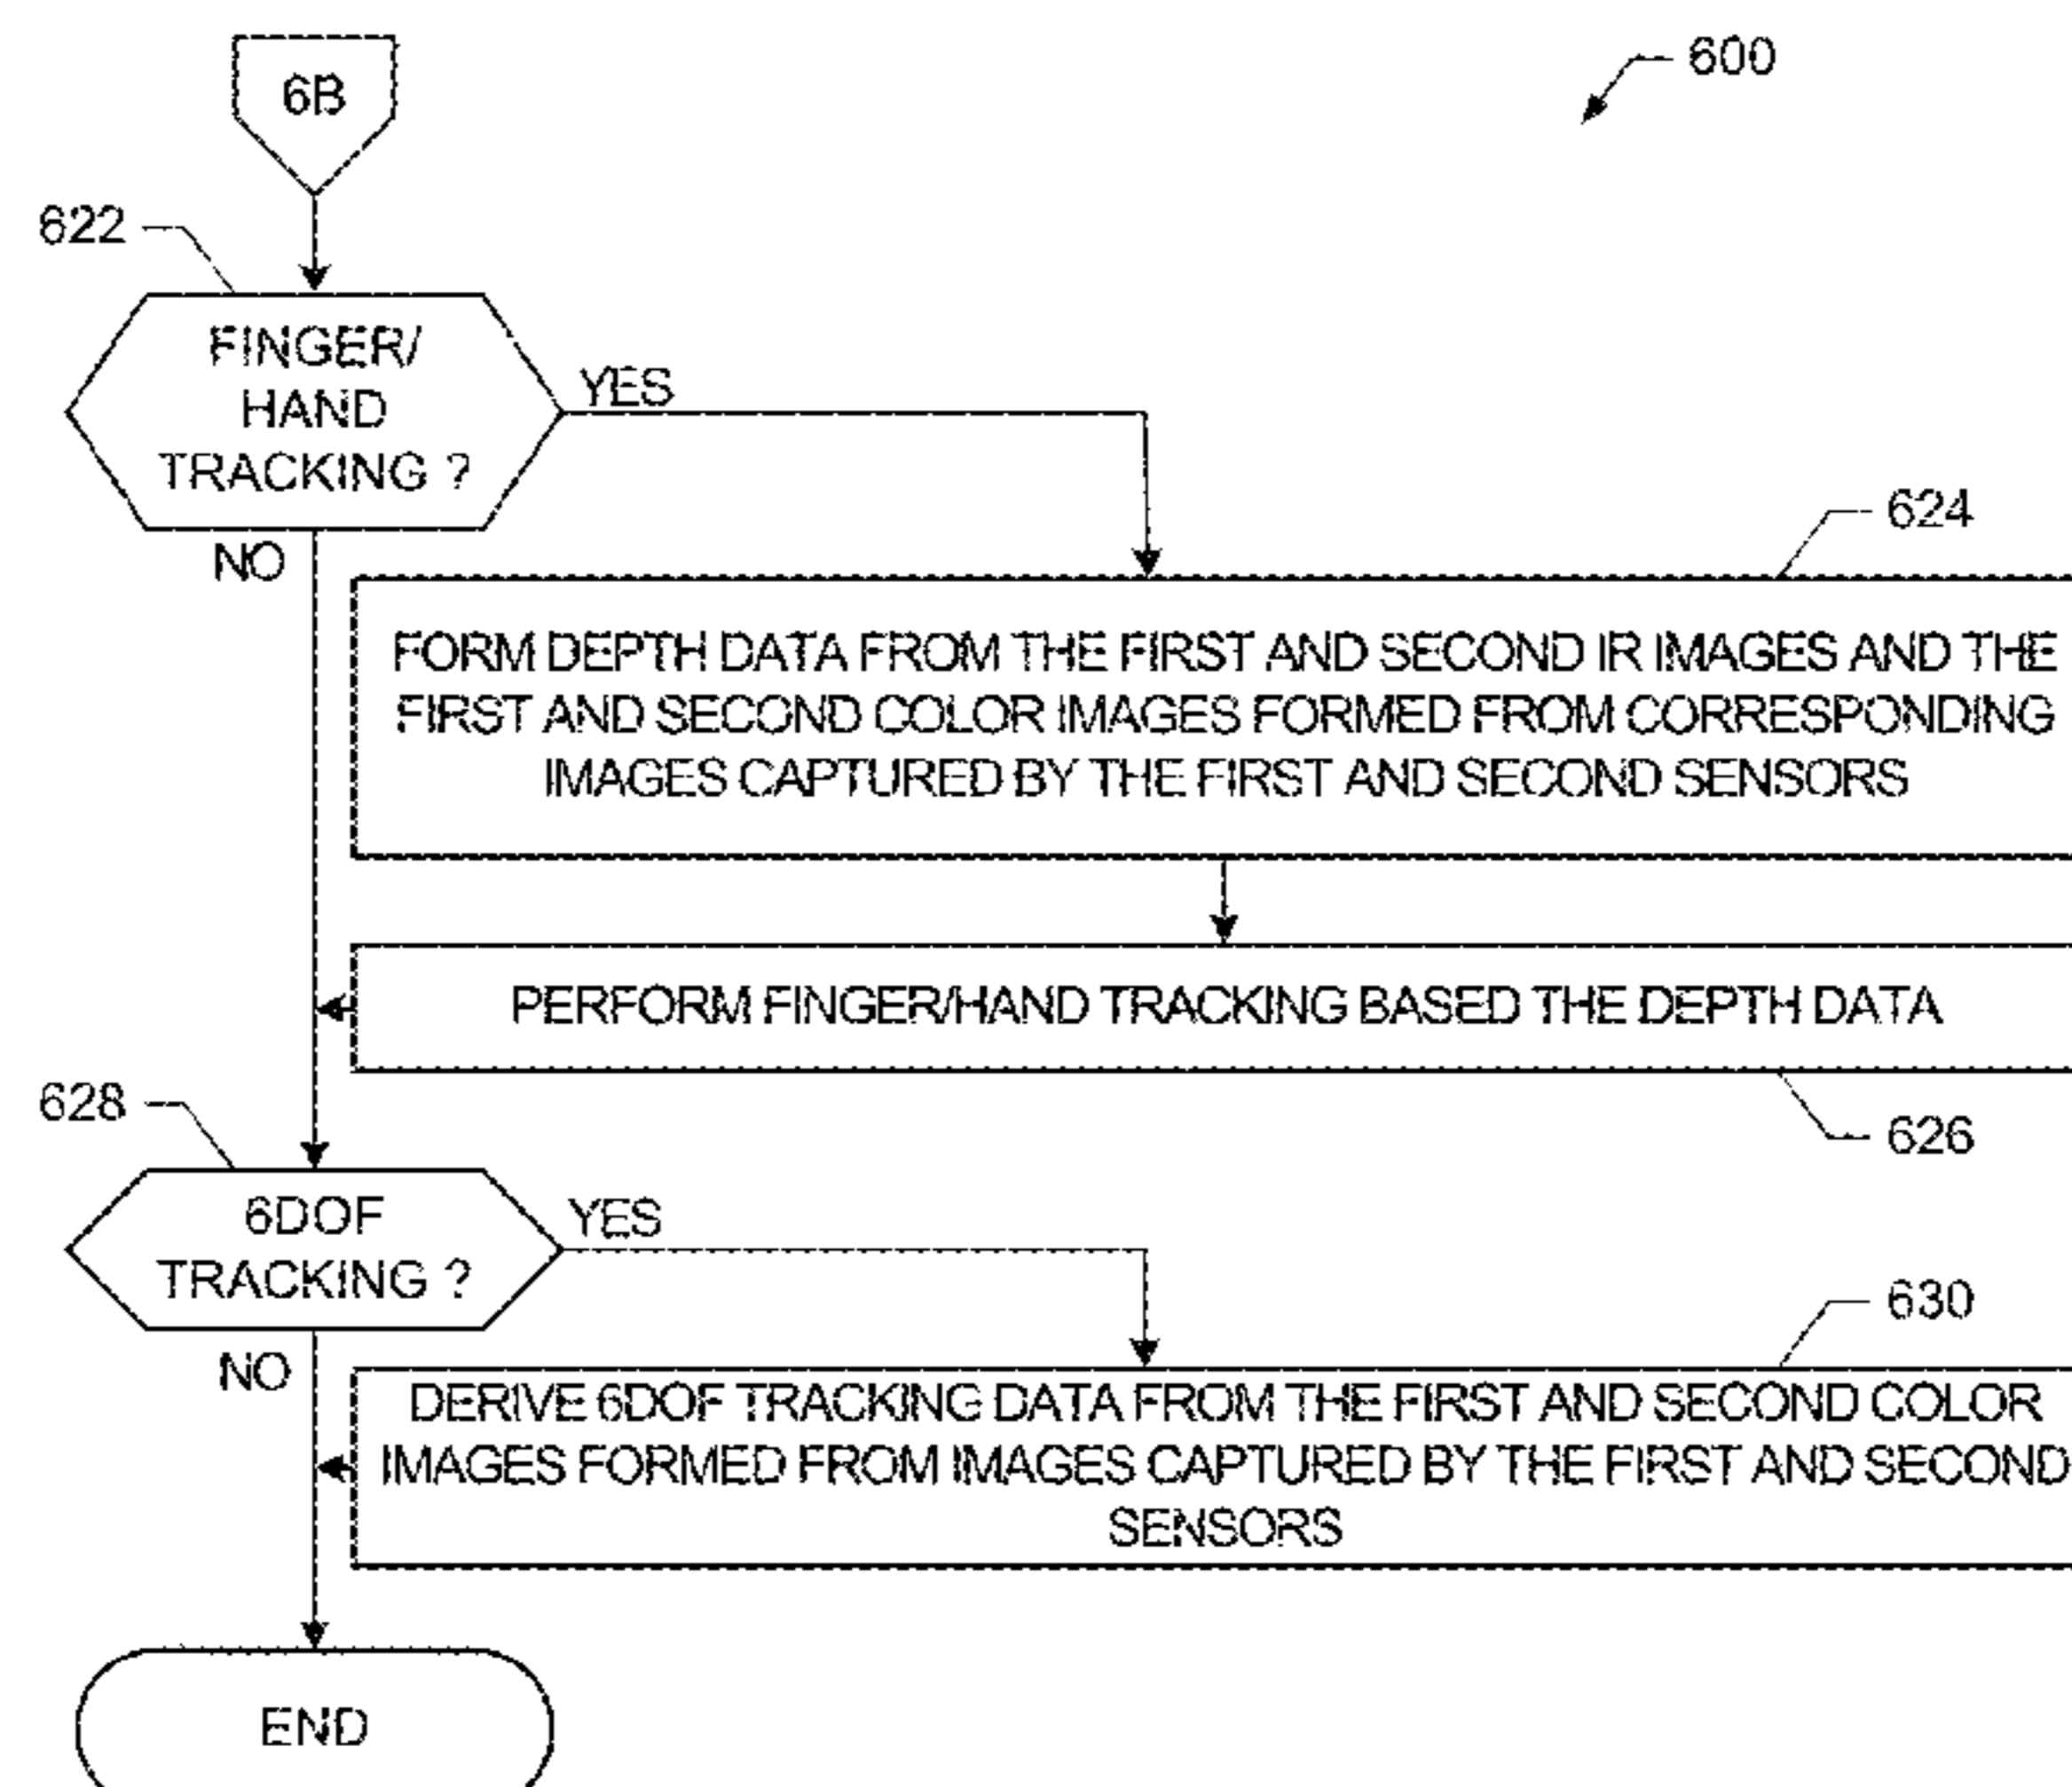 600
6B
622
FINGER/
HAND
TRACKING ?
YES
NO
624
FORM DEPTH DATA FROM THE FIRST AND SECOND IR IMAGES AND THE
FIRST AND SECOND COLOR IMAGES FORMED FROM CORRESPONDING
IMAGES CAPTURED BY THE FIRST AND SECOND SENSORS
PERFORM FINGER/HAND TRACKING BASED THE DEPTH DATA
626
628
6DOF
TRACKING ?
YES
NO
630
DERIVE 6DOF TRACKING DATA FROM THE FIRST AND SECOND COLOR
IMAGES FORMED FROM IMAGES CAPTURED BY THE FIRST AND SECOND
SENSORS
END